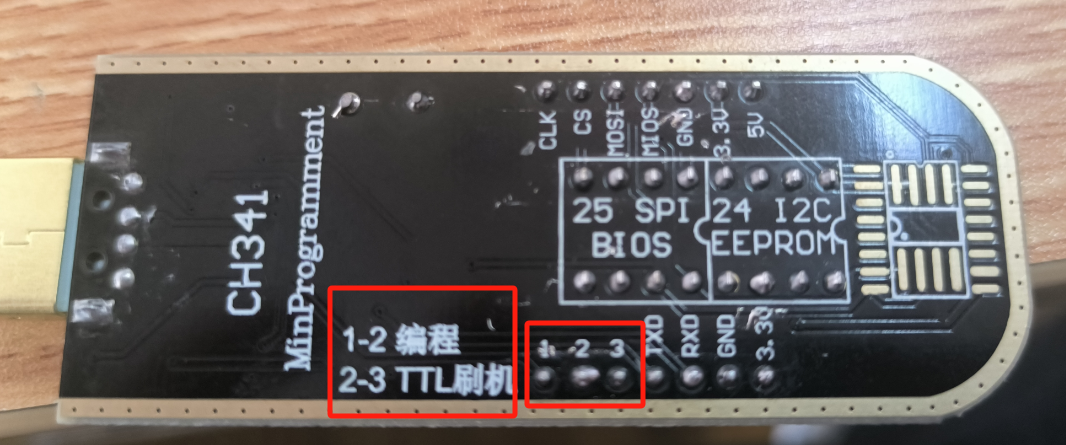 CH341
MinProgramment
1-2 编程
2-3 TTL刷机
CLK
CS
MOSI
MIOS
GND
3.3V
5V
25 SPI
BIOS
24 I2C
EEPROM
1 2 3
TXD
RXD
GND
3.3V